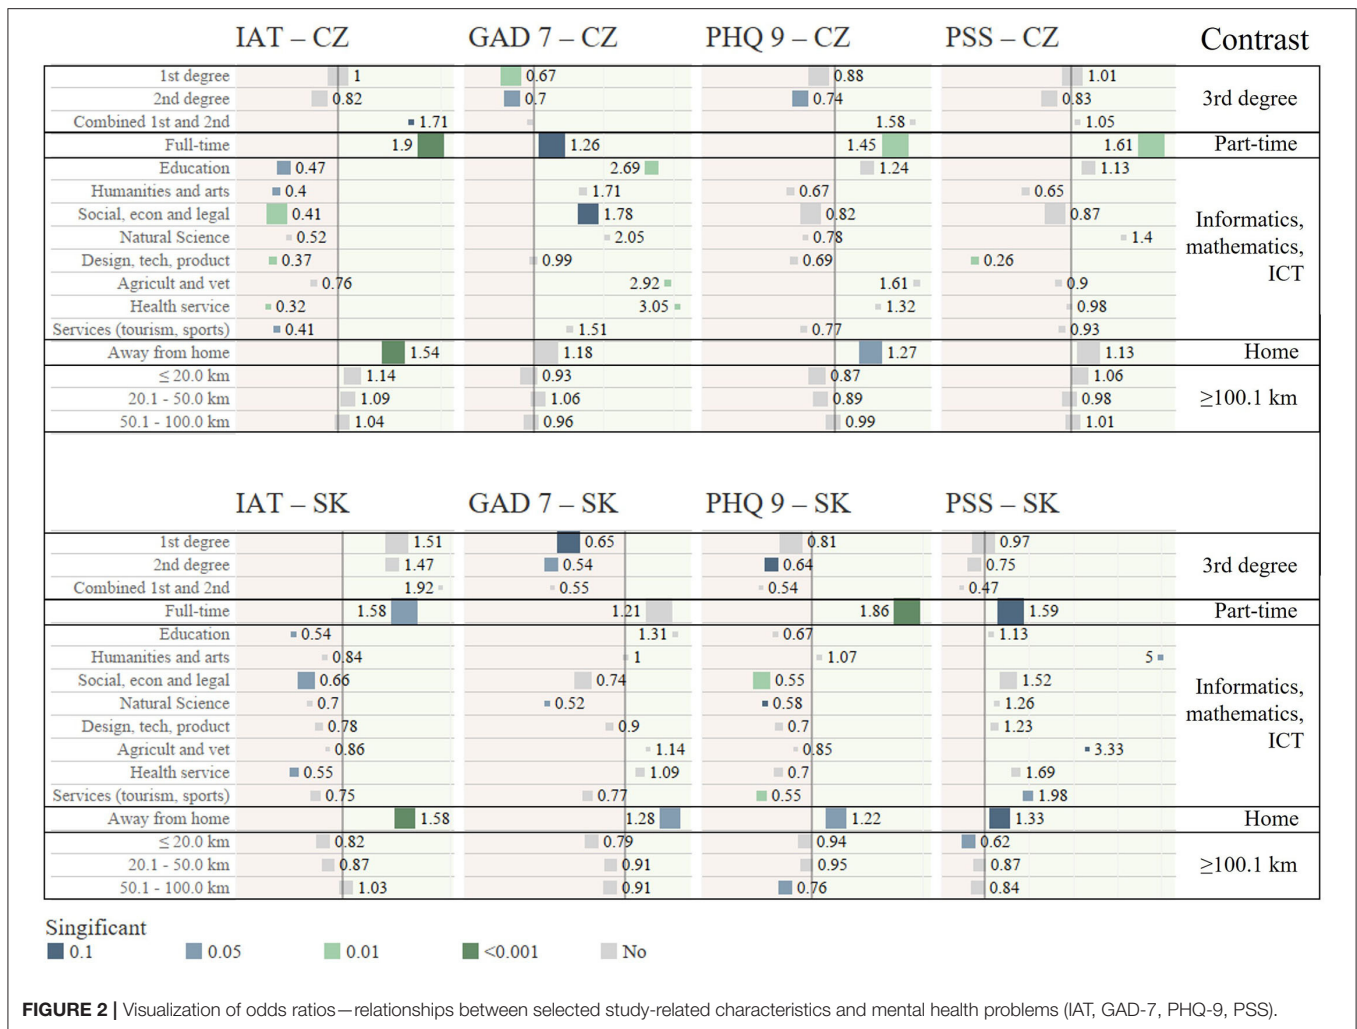 IAT – CZ GAD 7 – CZ PHQ 9 – CZ PSS – CZ Contrast
1st degree 1 0.67 0.88 1.01
2nd degree 0.82 0.7 0.74 0.83 3rd degree
Combined 1st and 2nd 1.71 1.58 1.05
Full-time 1.9 1.26 1.45 1.61 Part-time
Education 0.47 2.69 1.24 1.13
Humanities and arts 0.4 1.71 0.67 0.65
Social, econ and legal 0.41 1.78 0.82 0.87 Informatics,
Natural Science 0.52 2.05 0.78 1.4 mathematics,
Design, tech, product 0.37 0.99 0.69 0.26 ICT
Agricult and vet 0.76 2.92 1.61 0.9
Health service 0.32 3.05 1.32 0.98
Services (tourism, sports) 0.41 1.51 0.77 0.93
Away from home 1.54 1.18 1.27 1.13 Home
≤ 20.0 km 1.14 0.93 0.87 1.06
20.1 - 50.0 km 1.09 1.06 0.89 0.98 ≥100.1 km
50.1 - 100.0 km 1.04 0.96 0.99 1.01
IAT – SK GAD 7 – SK PHQ 9 – SK PSS – SK
1st degree 1.51 0.65 0.81 0.97
2nd degree 1.47 0.54 0.64 0.75 3rd degree
Combined 1st and 2nd 1.92 0.55 0.54 0.47
Full-time 1.58 1.21 1.86 1.59 Part-time
Education 0.54 1.31 0.67 1.13
Humanities and arts 0.84 1 1.07 5
Social, econ and legal 0.66 0.74 0.55 1.52 Informatics,
Natural Science 0.7 0.52 0.58 1.26 mathematics,
Design, tech, product 0.78 0.9 0.7 1.23 ICT
Agricult and vet 0.86 1.14 0.85 3.33
Health service 0.55 1.09 0.7 1.69
Services (tourism, sports) 0.75 0.77 0.55 1.98
Away from home 1.58 1.28 1.22 1.33 Home
≤ 20.0 km 0.82 0.79 0.94 0.62
20.1 - 50.0 km 0.87 0.91 0.95 0.87 ≥100.1 km
50.1 - 100.0 km 1.03 0.91 0.76 0.84
Singificant
0.1 0.05 0.01 <0.001 No
FIGURE 2 | Visualization of odds ratios—relationships between selected study-related characteristics and mental health problems (IAT, GAD-7, PHQ-9, PSS).